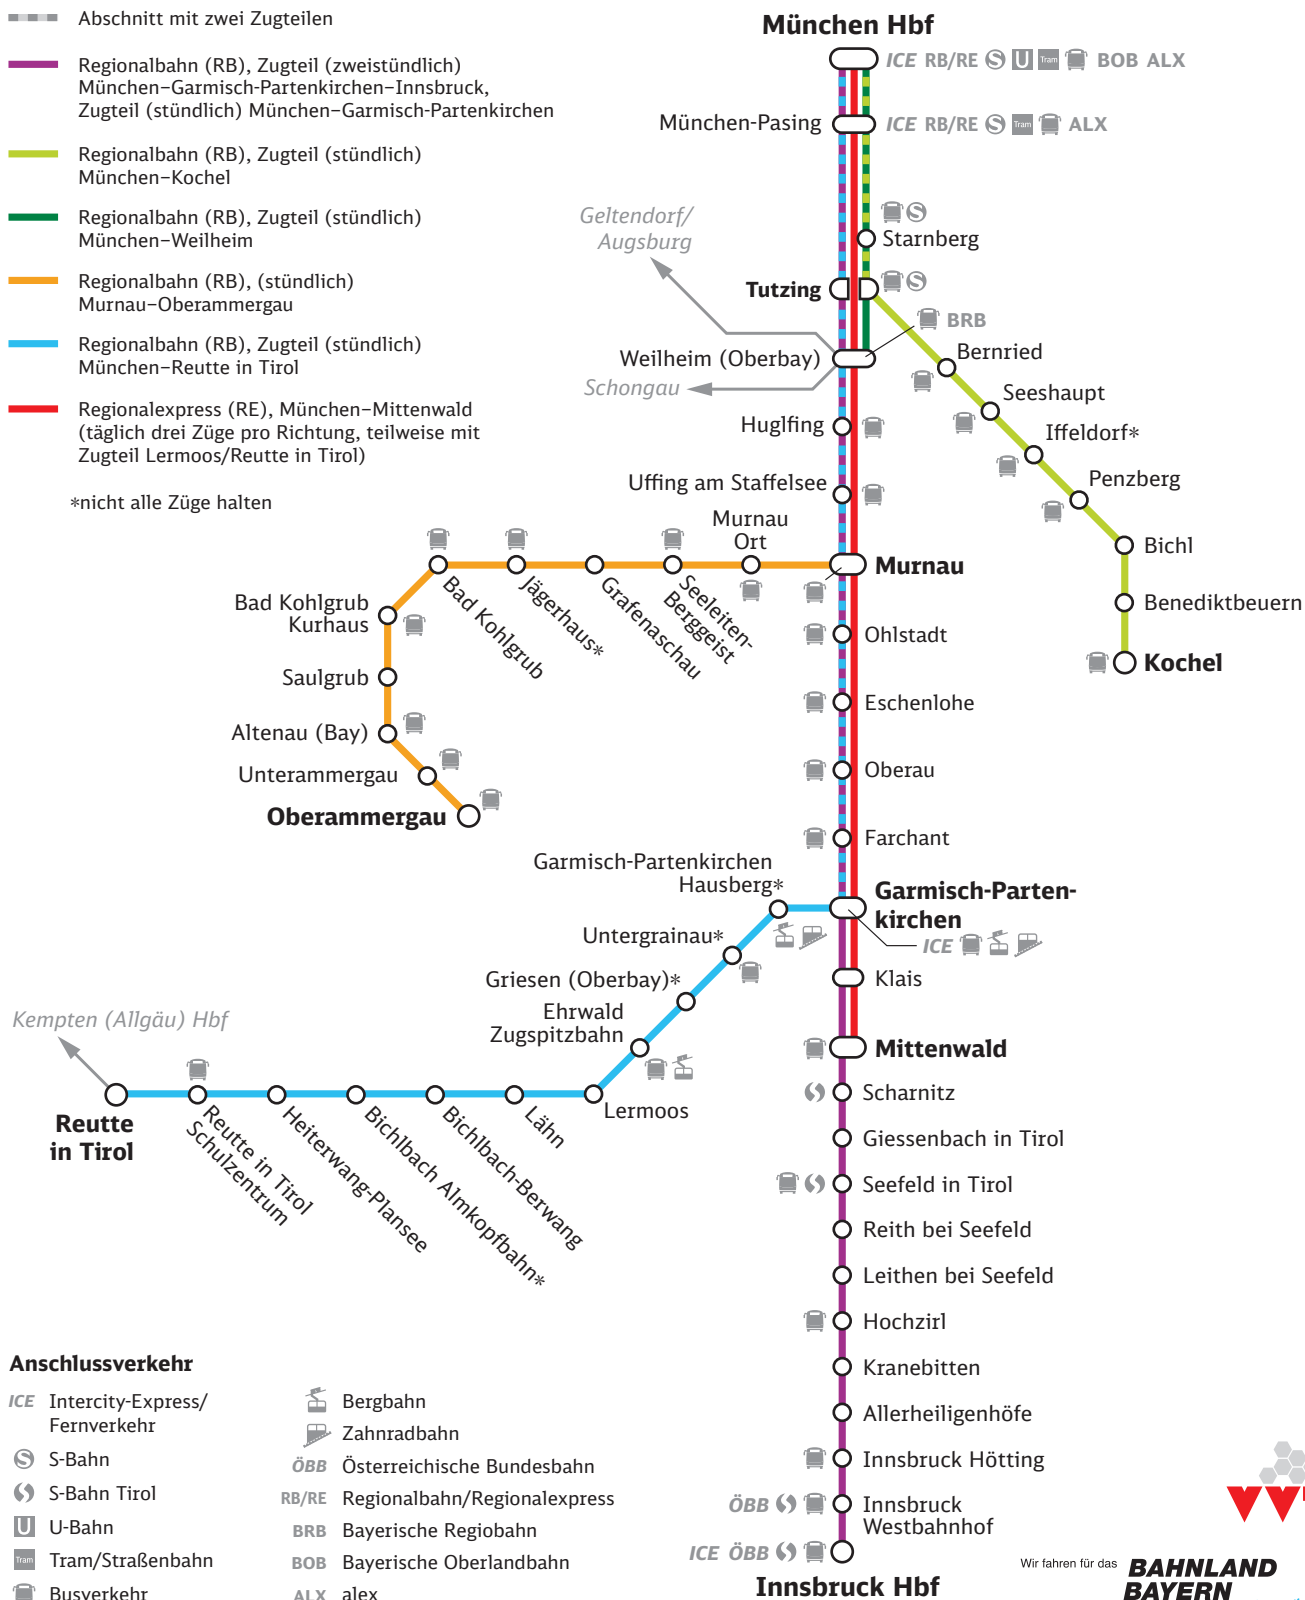 Abschnitt mit zwei Zugteilen
Regionalbahn (RB), Zugteil (zweistündlich)
München–Garmisch-Partenkirchen–Innsbruck,
Zugteil (stündlich) München–Garmisch-Partenkirchen
Regionalbahn (RB), Zugteil (stündlich)
München–Kochel
Regionalbahn (RB), Zugteil (stündlich)
München–Weilheim
Regionalbahn (RB), (stündlich)
Murnau–Oberammergau
Regionalbahn (RB), Zugteil (stündlich)
München–Reutte in Tirol
Regionalexpress (RE), München–Mittenwald
(täglich drei Züge pro Richtung, teilweise mit
Zugteil Lermoos/Reutte in Tirol)
*nicht alle Züge halten
München Hbf
ICE RB/RE S U Tram BOB ALX
München-Pasing
ICE RB/RE S Tram ALX
Geltendorf/
Augsburg
S
Starnberg
Tutzing
S
BRB
Weilheim (Oberbay)
Schongau
Bernried
Seeshaupt
Iffeldorf*
Penzberg
Bichl
Benediktbeuern
Kochel
Huglfing
Uffing am Staffelsee
Murnau
Ort
Murnau
Seeleiten-
Berggeist
Grafenaschau
Jägerhaus*
Bad Kohlgrub
Bad Kohlgrub
Kurhaus
Saulgrub
Altenau (Bay)
Unterammergau
Oberammergau
Ohlstadt
Eschenlohe
Oberau
Farchant
Garmisch-Parten-
kirchen
ICE
Garmisch-Partenkirchen
Hausberg*
Untergrainau*
Griesen (Oberbay)*
Ehrwald
Zugspitzbahn
Lermoos
Lähn
Bichlbach-Berwang
Bichlbach Almkopfbahn*
Heiterwang-Plansee
Reutte in Tirol
Schulzentrum
Reutte
in Tirol
Kempten (Allgäu) Hbf
Klais
Mittenwald
Scharnitz
Giessenbach in Tirol
Seefeld in Tirol
Reith bei Seefeld
Leithen bei Seefeld
Hochzirl
Kranebitten
Allerheiligenhöfe
Innsbruck Hötting
ÖBB
Innsbruck
Westbahnhof
ICE ÖBB
Innsbruck Hbf
Anschlussverkehr
ICE Intercity-Express/
Fernverkehr
S S-Bahn
S-Bahn Tirol
U U-Bahn
Tram Tram/Straßenbahn
Busverkehr
Bergbahn
Zahnradbahn
ÖBB Österreichische Bundesbahn
RB/RE Regionalbahn/Regionalexpress
BRB Bayerische Regiobahn
BOB Bayerische Oberlandbahn
ALX alex
Wir fahren für das
BAHNLAND
BAYERN